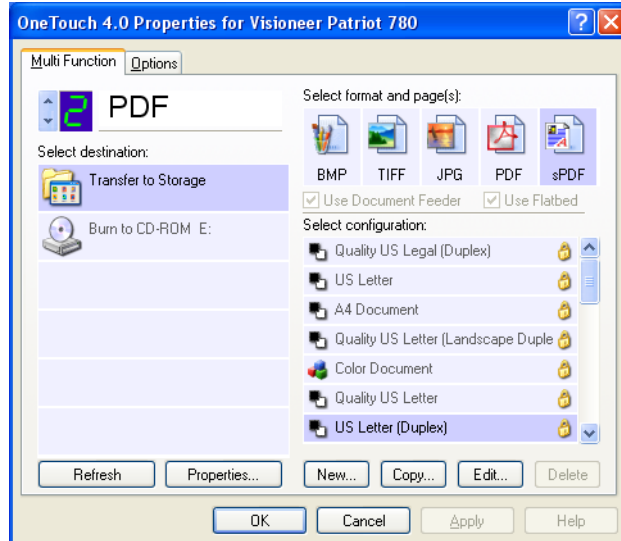 OneTouch 4.0 Properties for Visioneer Patriot 780
Multi Function
Options
2
PDF
Select destination:
Transfer to Storage
Burn to CD-ROM E:
Refresh
Properties...
Select format and page(s):
BMP
TIFF
JPG
PDF
sPDF
Use Document Feeder
Use Flatbed
Select configuration:
Quality US Legal (Duplex)
US Letter
A4 Document
Quality US Letter (Landscape Duple
Color Document
Quality US Letter
US Letter (Duplex)
New...
Copy...
Edit...
Delete
OK
Cancel
Apply
Help